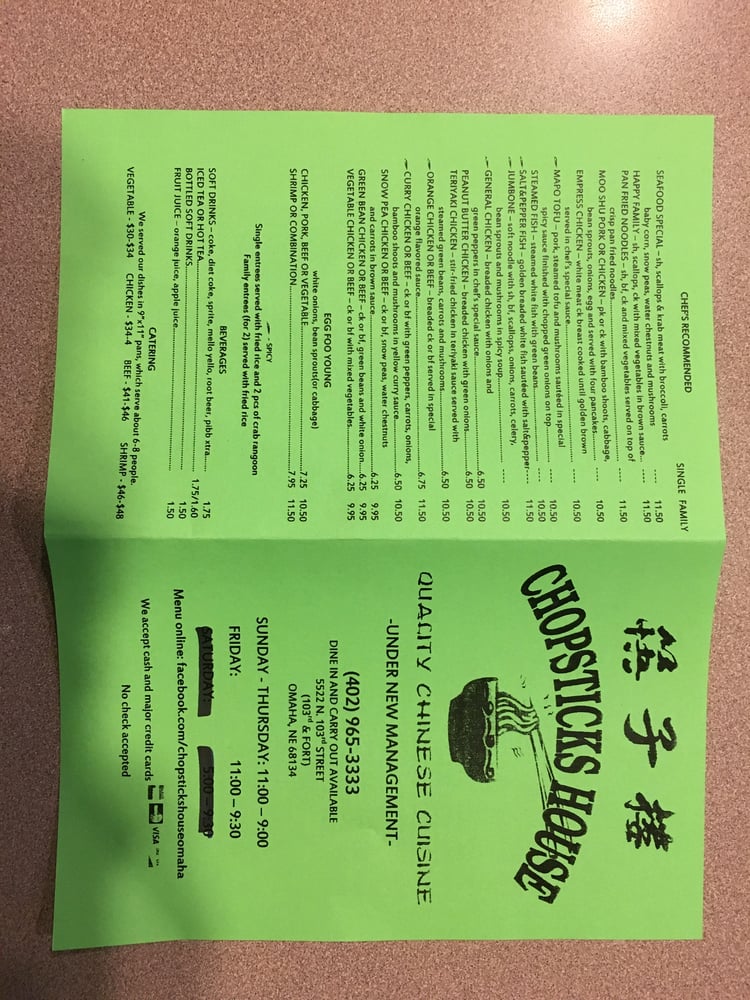 CHEF'S RECOMMENDED
SINGLE FAMILY
SEAFOOD SPECIAL – sh, scallops & krab meat with broccoli, carrots
baby corn, snow peas, water chestnuts and mushrooms ---- 11.50
HAPPY FAMILY – sh, scallops, ck with mixed vegetables in brown sauce.. ---- 11.50
PAN FRIED NOODLES – sh, bf, ck and mixed vegetables served on top of
crisp pan fried noodles........ ---- 11.50
MOO SHU PORK OR CHICKEN – pk or ck with bamboo shoots, cabbage,
bean sprouts, onions, egg and served with four pancakes. ---- 10.50
EMPRESS CHICKEN – white meat ck breast cooked until golden brown
served in chef's special sauce........ ---- 10.50
MAPO TOFU – pork, steamed tofu and mushrooms sautéed in special
spicy sauce finished with chopped green onions on top........ ---- 10.50
STEAMED FISH – steamed white fish with green beans........ ---- 10.50
SALT&PEPPER FISH – golden breaded white fish sautéed with salt&pepper---- 11.50
JUMBONE – soft noodle with sh, bf, scallops, onions, carrots, celery,
bean sprouts and mushrooms in spicy soup........ ---- 10.50
GENERAL CHICKEN – breaded chicken with onions and
green peppers in chef's special sauce........ 6.50 10.50
PEANUT BUTTER CHICKEN – breaded chicken with green onions........ 6.50 10.50
TERIYAKI CHICKEN – stir-fried chicken in teriyaki sauce served with
steamed green beans, carrots and mushrooms........ 6.50 10.50
ORANGE CHICKEN OR BEEF – breaded ck or bf served in special
orange flavored sauce........ 6.75 11.50
CURRY CHICKEN OR BEEF – ck or bf with green peppers, carrots, onions,
bamboo shoots and mushrooms in yellow curry sauce........ 6.50 10.50
SNOW PEA CHICKEN OR BEEF – ck or bf, snow peas, water chestnuts
and carrots in brown sauce........ 6.25 9.95
GREEN BEAN CHICKEN OR BEEF – ck or bf, green beans and white onion........ 6.25 9.95
VEGETABLE CHICKEN OR BEEF – ck or bf with mixed vegetables........ 6.25 9.95
EGG FOO YOUNG
white onions, bean sprout(or cabbage)
CHICKEN, PORK, BEEF OR VEGETABLE........ 7.25 10.50
SHRIMP OR COMBINATION........ 7.95 11.50
- SPICY
Single entrees served with fried rice and 2 pcs of crab rangoon
Family entrees (for 2) served with fried rice
BEVERAGES
SOFT DRINKS – coke, diet coke, sprite, mello yello, root beer, pibb xtra........ 1.75
ICED TEA OR HOT TEA........ 1.75/1.60
BOTTLED SOFT DRINKS........ 1.50
FRUIT JUICE – orange juice, apple juice........ 1.50
CATERING
We served our dishes in 9"x11" pans, which serve about 6-8 people.
VEGETABLE - $30-$34 CHICKEN - $34-4 BEEF - $41-$46 SHRIMP - $46-$48
筷子樓
CHOPSTICKS HOUSE
QUALITY CHINESE CUISINE
-UNDER NEW MANAGEMENT-
(402) 965-3333
DINE IN AND CARRY OUT AVAILABLE
5522 N. 103rd STREET
(103rd & FORT)
OMAHA, NE 68134
SUNDAY - THURSDAY: 11:00 – 9:00
FRIDAY: 11:00 – 9:30
SATURDAY: 5:00 – 9:30
Menu online: facebook.com/chopstickshouseomaha
We accept cash and major credit cards VISA
No check accepted